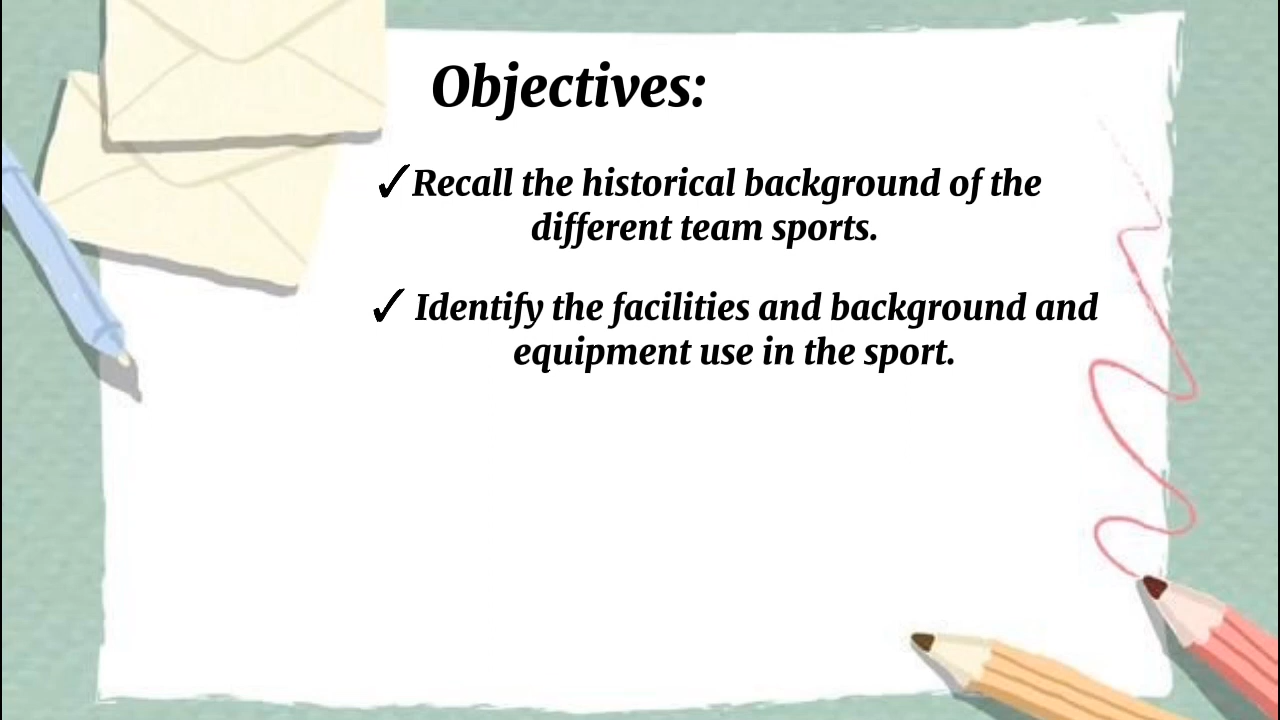 Objectives:
✓Recall the historical background of the
different team sports.
✓ Identify the facilities and background and
equipment use in the sport.